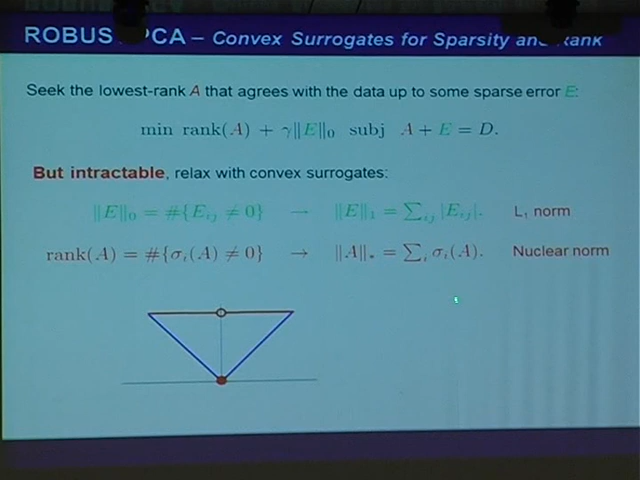 ROBUST PCA – Convex Surrogates for Sparsity and Rank
Seek the lowest-rank A that agrees with the data up to some sparse error E:
min rank(A) + γ‖E‖₀ subj A + E = D.
But intractable, relax with convex surrogates:
‖E‖₀ = #{Eᵢⱼ ≠ 0} → ‖E‖₁ = ∑ᵢⱼ |Eᵢⱼ|. L₁ norm
rank(A) = #{σᵢ(A) ≠ 0} → ‖A‖* = ∑ᵢ σᵢ(A). Nuclear norm